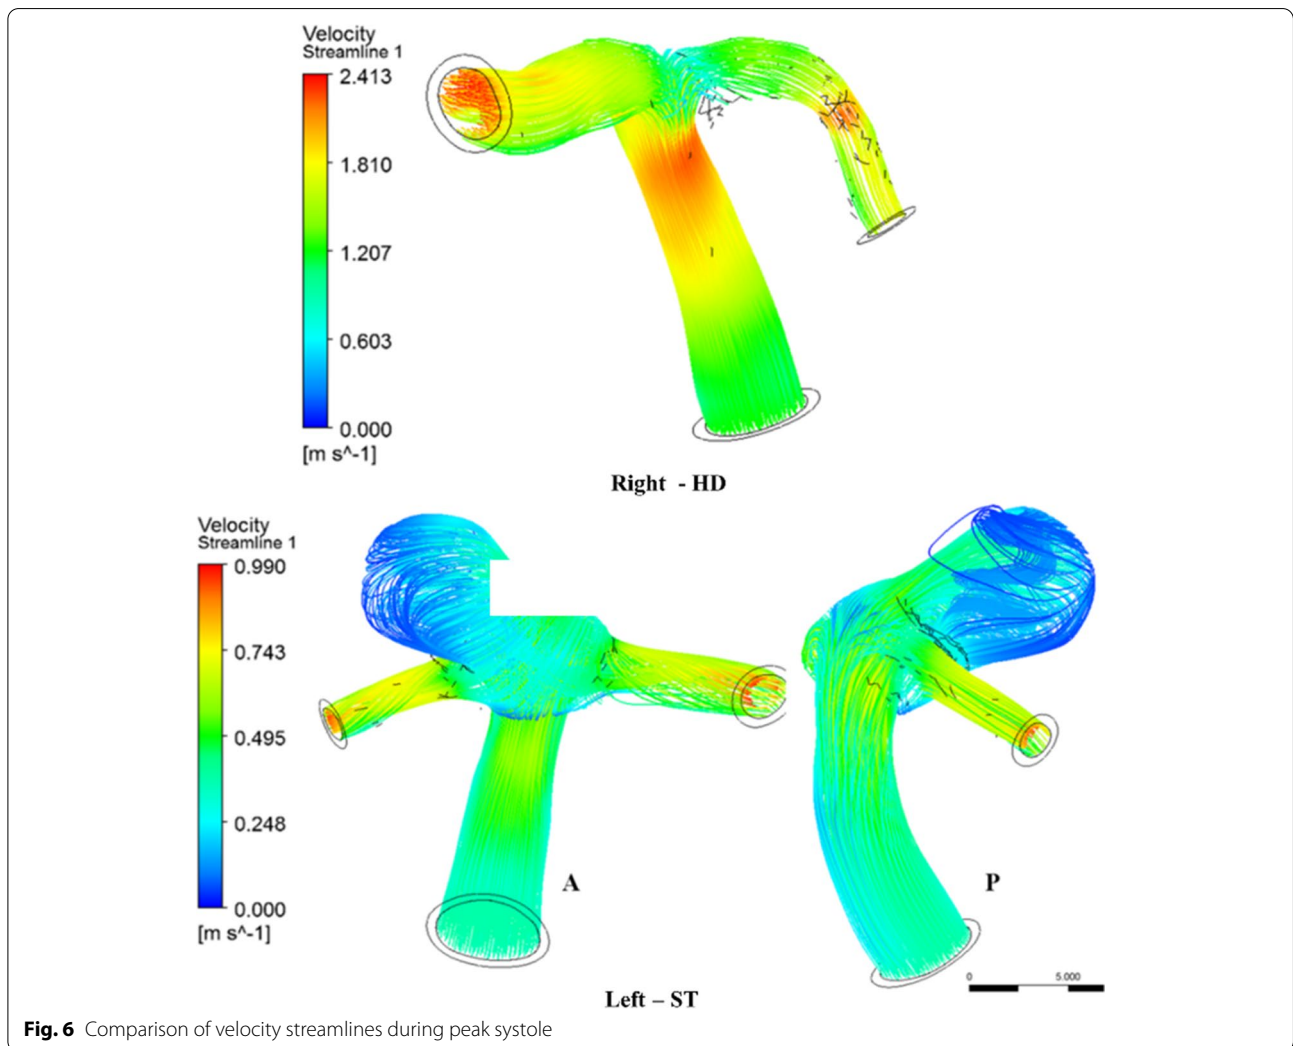 Velocity
Streamline 1
2.413
1.810
1.207
0.603
0.000
[m s^-1]
Right - HD
Velocity
Streamline 1
0.990
0.743
0.495
0.248
0.000
[m s^-1]
A
P
0 5.000
Left – ST
Fig. 6 Comparison of velocity streamlines during peak systole